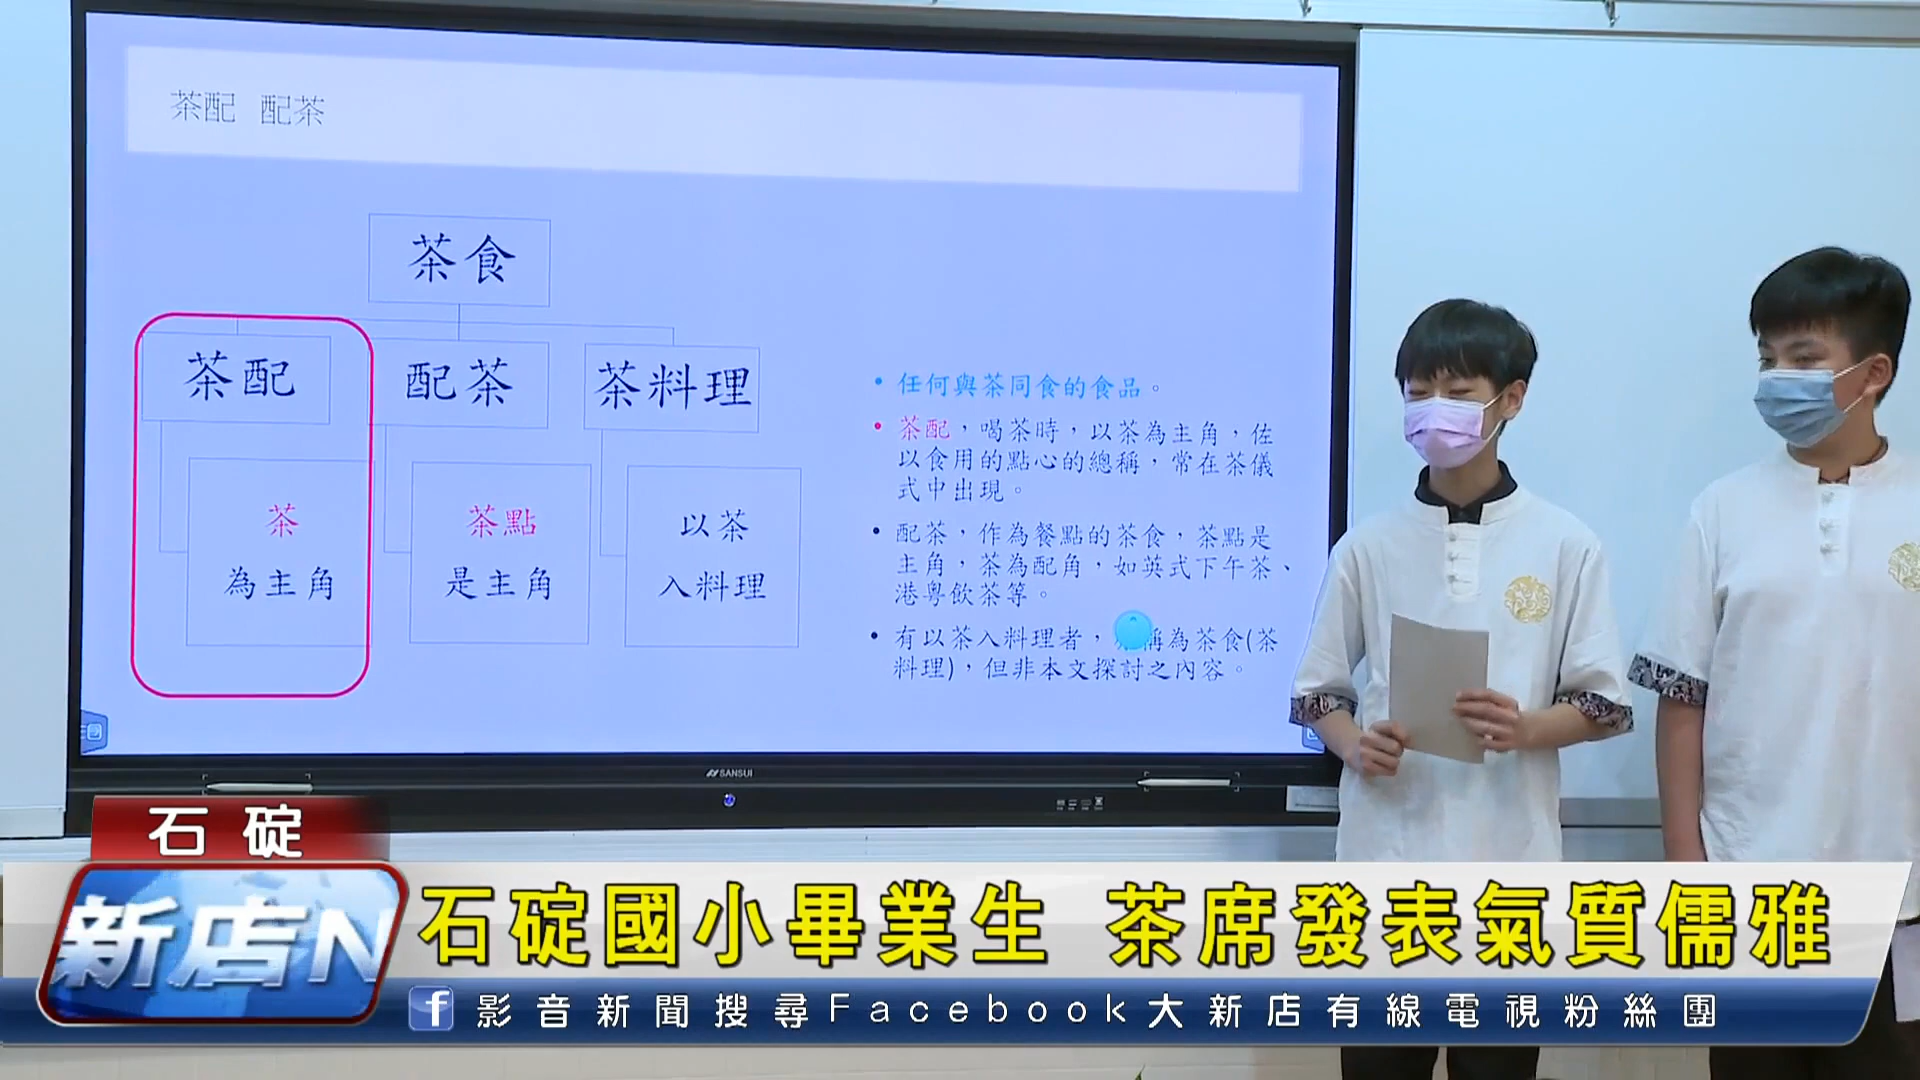 茶配 配茶
茶食
茶配
配茶
茶料理
茶
為主角
茶點
是主角
以茶
入料理
• 任何與茶同食的食品。
• 茶配，喝茶時，以茶為主角，佐
以食用的點心的總稱，常在茶儀
式中出現。
• 配茶，作為餐點的茶食，茶點是
主角，茶為配角，如英式下午茶、
港粵飲茶等。
• 有以茶入料理者，稱為茶食(茶
料理)，但非本文探討之內容。
SANSUI
石碇
新店N
石碇國小畢業生 茶席發表氣質儒雅
f 影音新聞搜尋Facebook大新店有線電視粉絲團